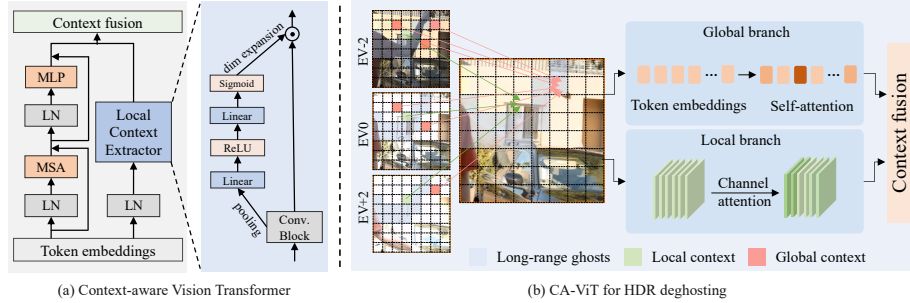 Context fusion
MLP
LN
MSA
LN
Local
Context
Extractor
LN
Token embeddings
dim expansion
Sigmoid
Linear
ReLU
Linear
pooling
Conv.
Block
(a) Context-aware Vision Transformer
EV-2
EV0
EV+2
Global branch
Token embeddings
Self-attention
Local branch
Channel
attention
Context fusion
Long-range ghosts
Local context
Global context
(b) CA-ViT for HDR deghosting